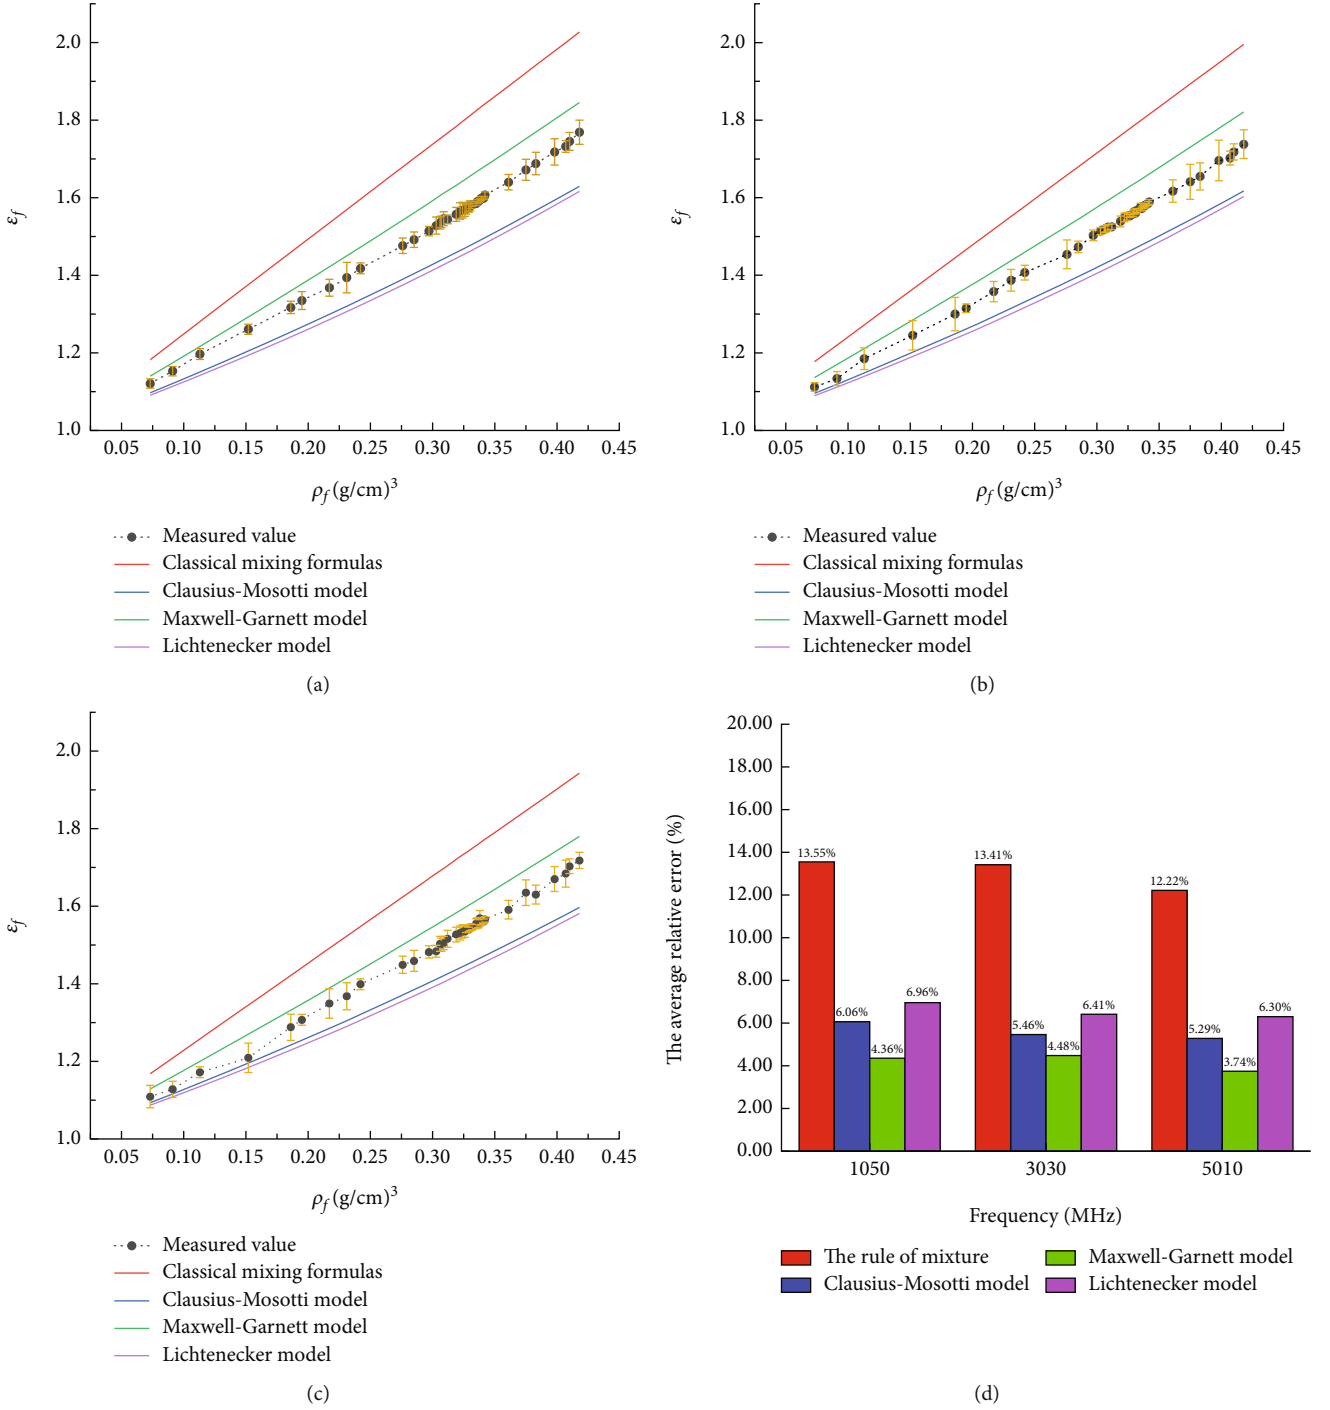 2.0
1.8
1.6
1.4
1.2
1.0
εf
0.05 0.10 0.15 0.20 0.25 0.30 0.35 0.40 0.45
ρf (g/cm)3
Measured value
Classical mixing formulas
Clausius-Mosotti model
Maxwell-Garnett model
Lichtenecker model
(a)
2.0
1.8
1.6
1.4
1.2
1.0
εf
0.05 0.10 0.15 0.20 0.25 0.30 0.35 0.40 0.45
ρf (g/cm)3
Measured value
Classical mixing formulas
Clausius-Mosotti model
Maxwell-Garnett model
Lichtenecker model
(b)
2.0
1.8
1.6
1.4
1.2
1.0
εf
0.05 0.10 0.15 0.20 0.25 0.30 0.35 0.40 0.45
ρf (g/cm)3
Measured value
Classical mixing formulas
Clausius-Mosotti model
Maxwell-Garnett model
Lichtenecker model
(c)
20.00
18.00
16.00
14.00
12.00
10.00
8.00
6.00
4.00
2.00
0.00
The average relative error (%)
13.55%
6.06%
4.36%
6.96%
13.41%
5.46%
4.48%
6.41%
12.22%
5.29%
3.74%
6.30%
1050 3030 5010
Frequency (MHz)
The rule of mixture
Maxwell-Garnett model
Clausius-Mosotti model
Lichtenecker model
(d)